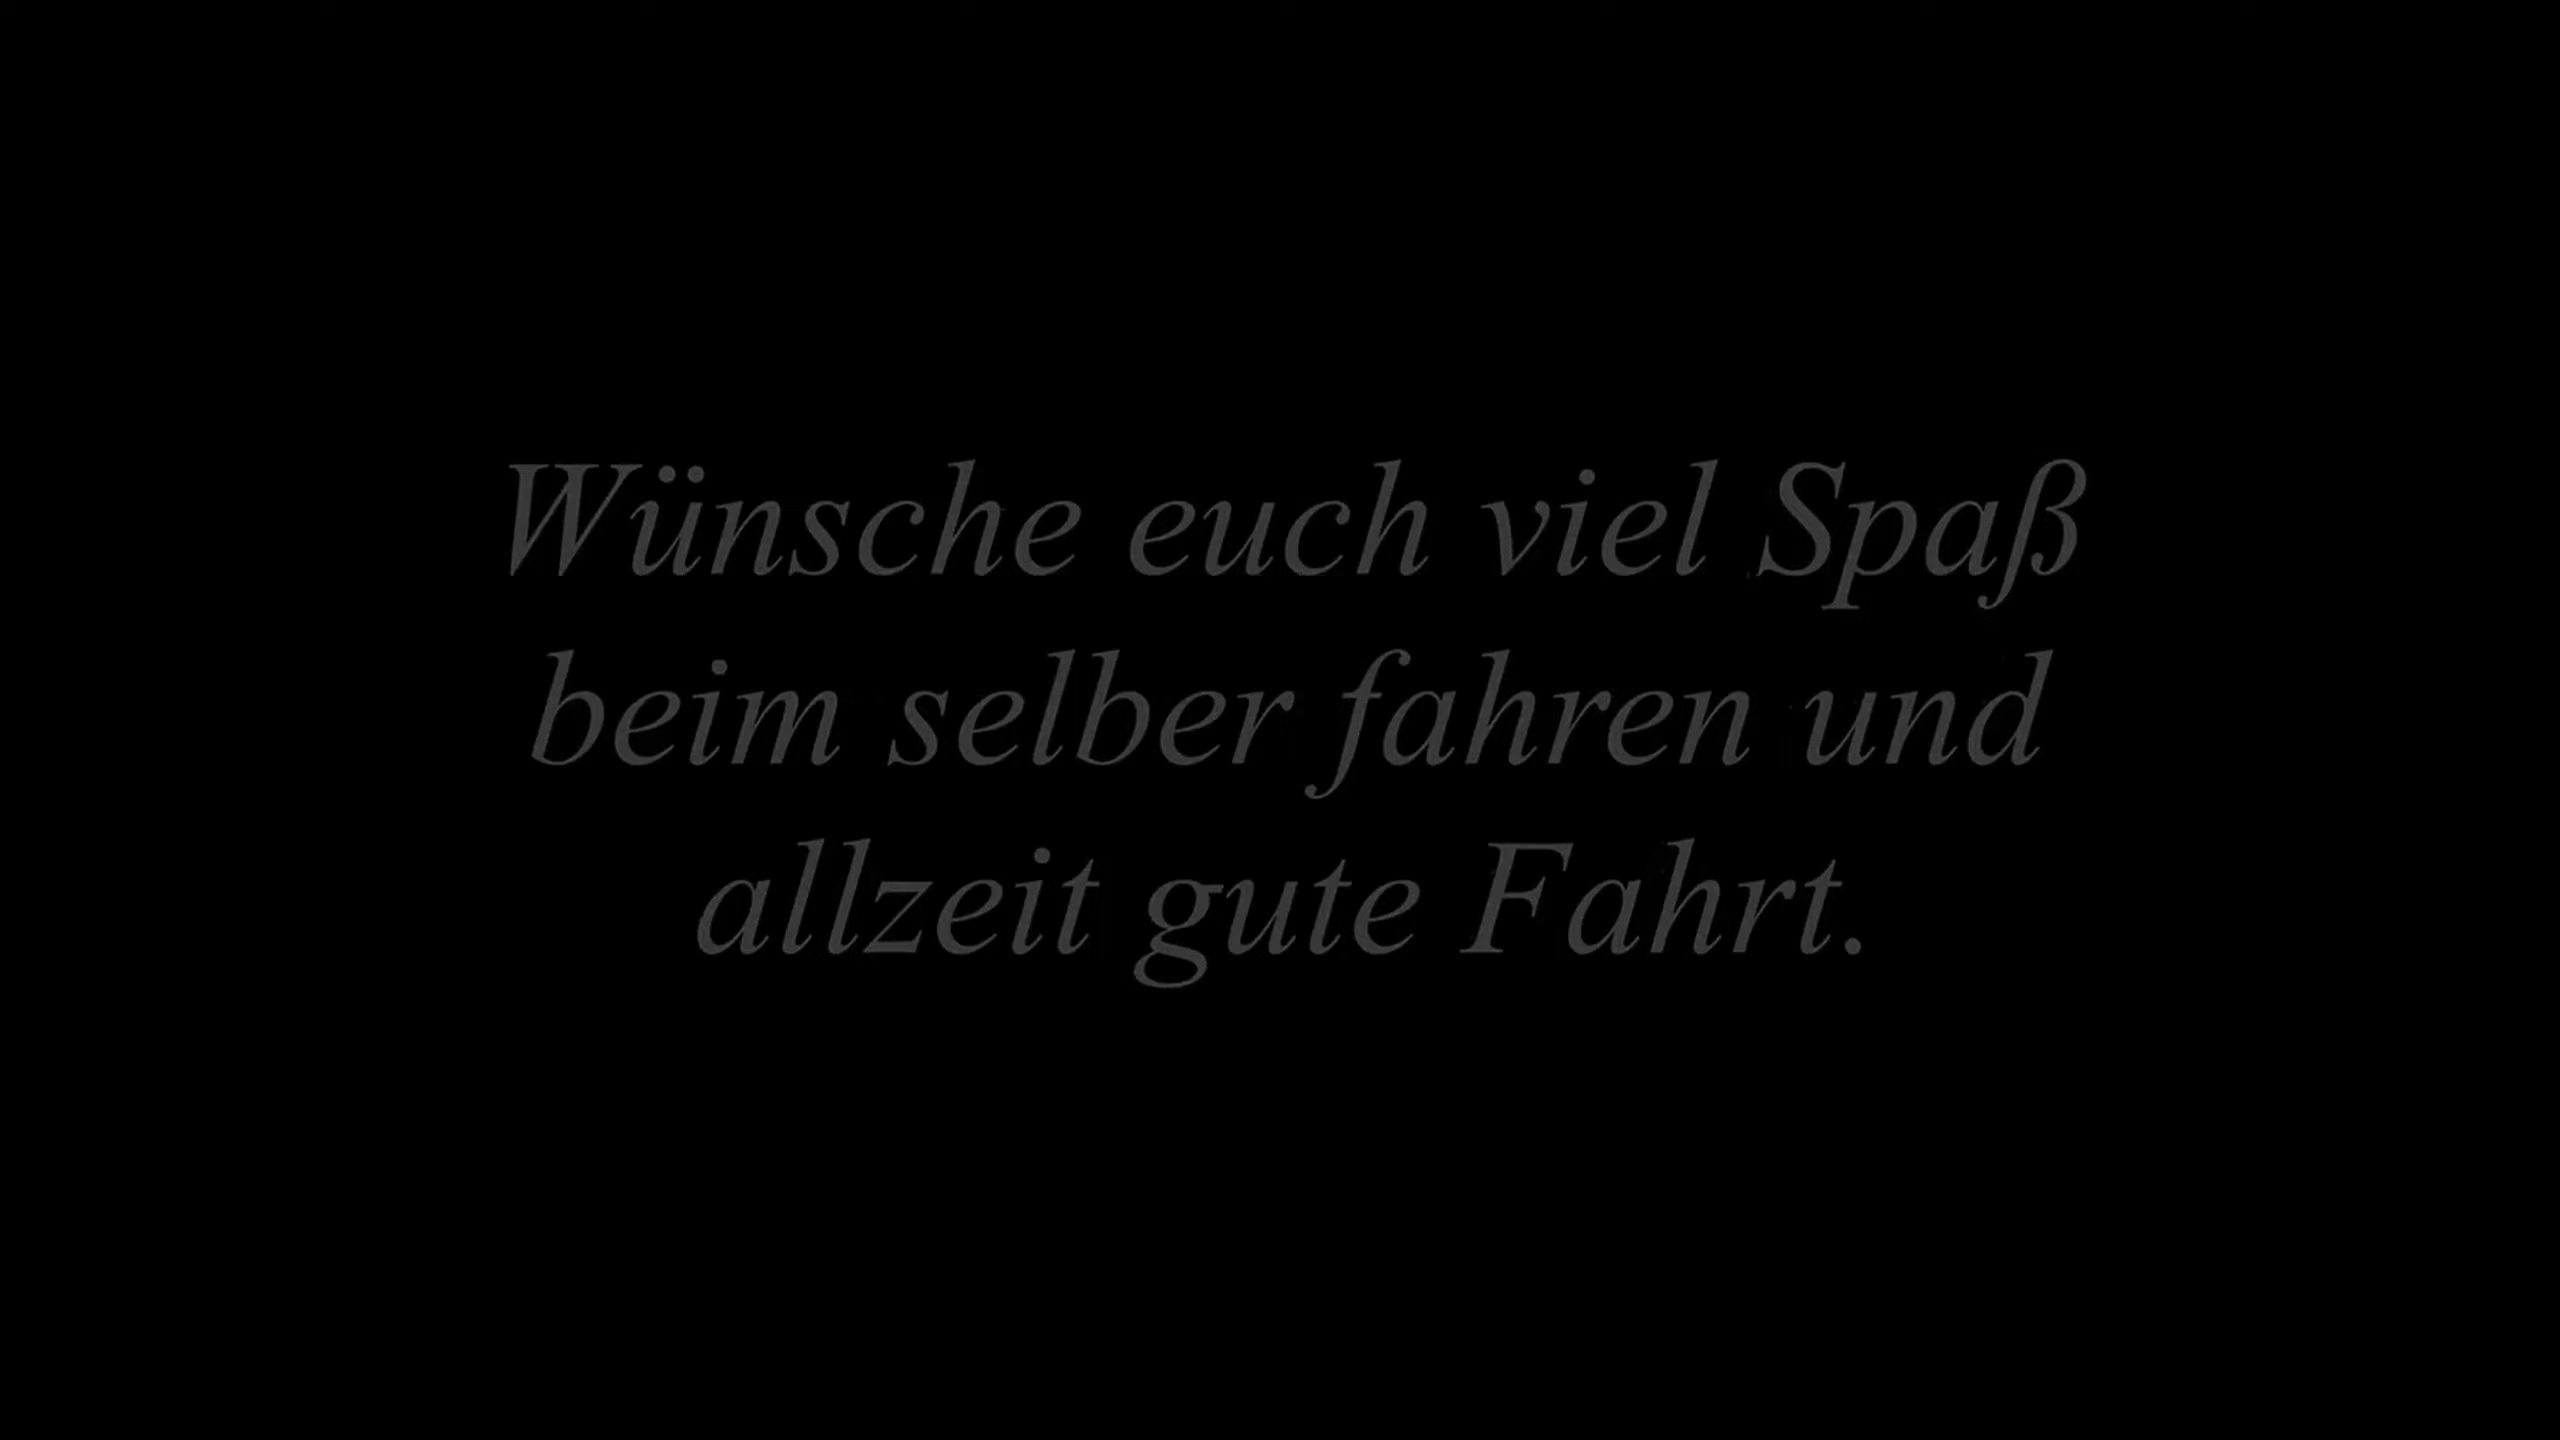 Wünsche euch viel Spaß
beim selber fahren und
allzeit gute Fahrt.